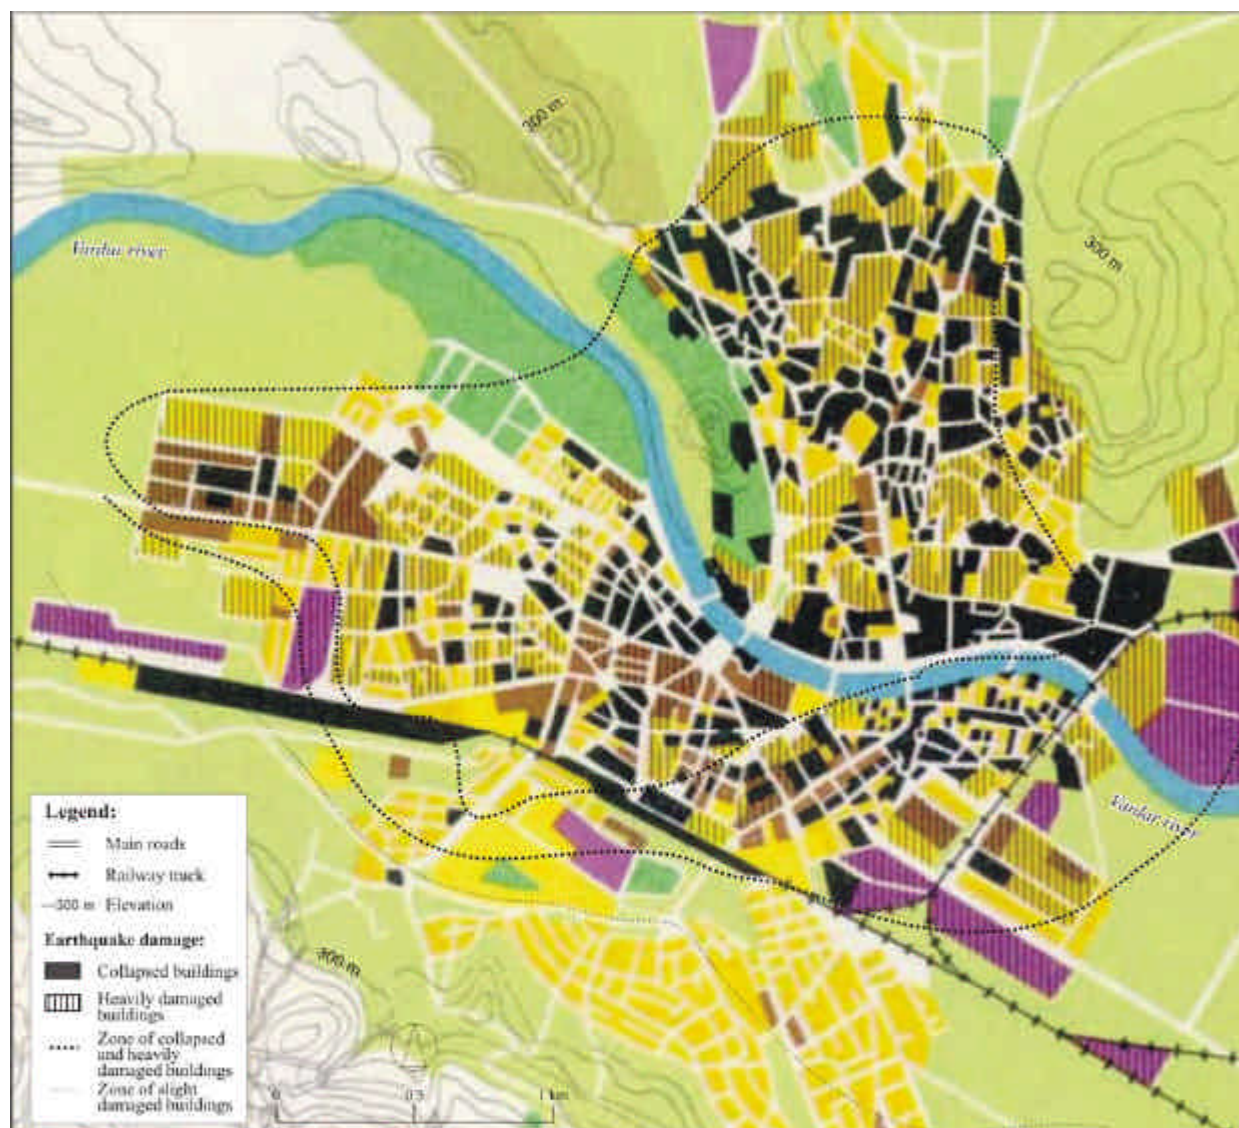 300 m
Vardar river
300 m
Vardar river
300 m
Legend:
Main roads
Railway track
300 m Elevation
Earthquake damage:
Collapsed buildings
Heavily damaged
buildings
Zone of collapsed
and heavily
damaged buildings
Zone of slight
damaged buildings
0 0.5 1 km